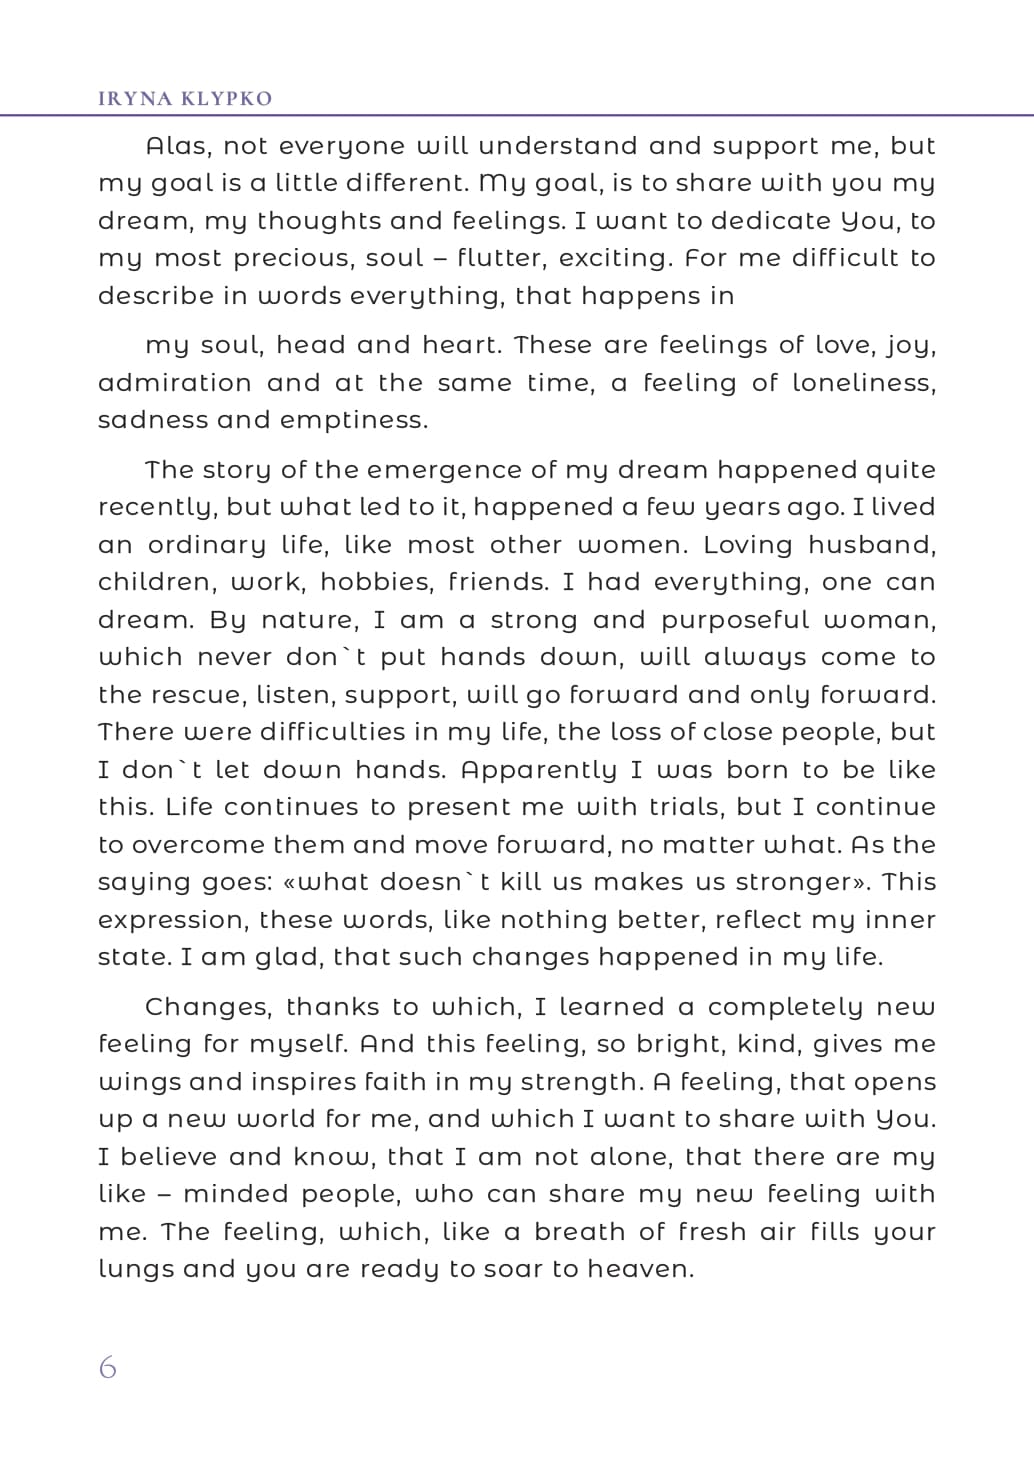 IRYNA KLYPKO
Alas, not everyone will understand and support me, but
my goal is a little different. My goal, is to share with you my
dream, my thoughts and feelings. I want to dedicate You, to
my most precious, soul – flutter, exciting. For me difficult to
describe in words everything, that happens in
my soul, head and heart. These are feelings of love, joy,
admiration and at the same time, a feeling of loneliness,
sadness and emptiness.
The story of the emergence of my dream happened quite
recently, but what led to it, happened a few years ago. I lived
an ordinary life, like most other women. Loving husband,
children, work, hobbies, friends. I had everything, one can
dream. By nature, I am a strong and purposeful woman,
which never don`t put hands down, will always come to
the rescue, listen, support, will go forward and only forward.
There were difficulties in my life, the loss of close people, but
I don`t let down hands. Apparently I was born to be like
this. Life continues to present me with trials, but I continue
to overcome them and move forward, no matter what. As the
saying goes: «what doesn`t kill us makes us stronger». This
expression, these words, like nothing better, reflect my inner
state. I am glad, that such changes happened in my life.
Changes, thanks to which, I learned a completely new
feeling for myself. And this feeling, so bright, kind, gives me
wings and inspires faith in my strength. A feeling, that opens
up a new world for me, and which I want to share with You.
I believe and know, that I am not alone, that there are my
like – minded people, who can share my new feeling with
me. The feeling, which, like a breath of fresh air fills your
lungs and you are ready to soar to heaven.
6